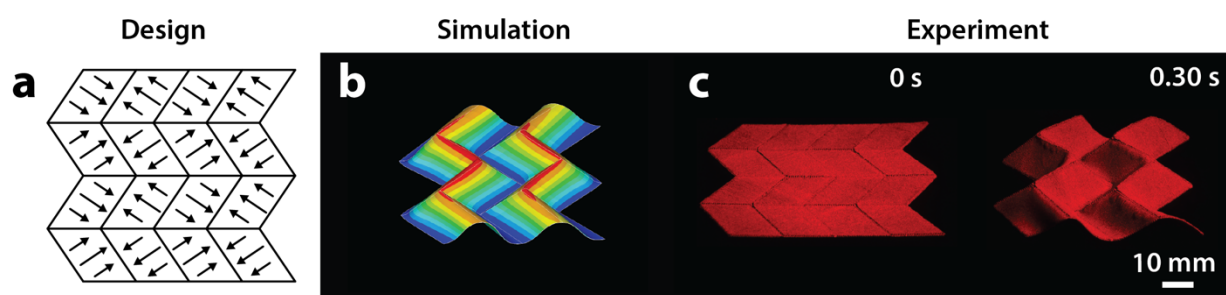 Design
Simulation
Experiment
a
b
c
0 s
0.30 s
10 mm